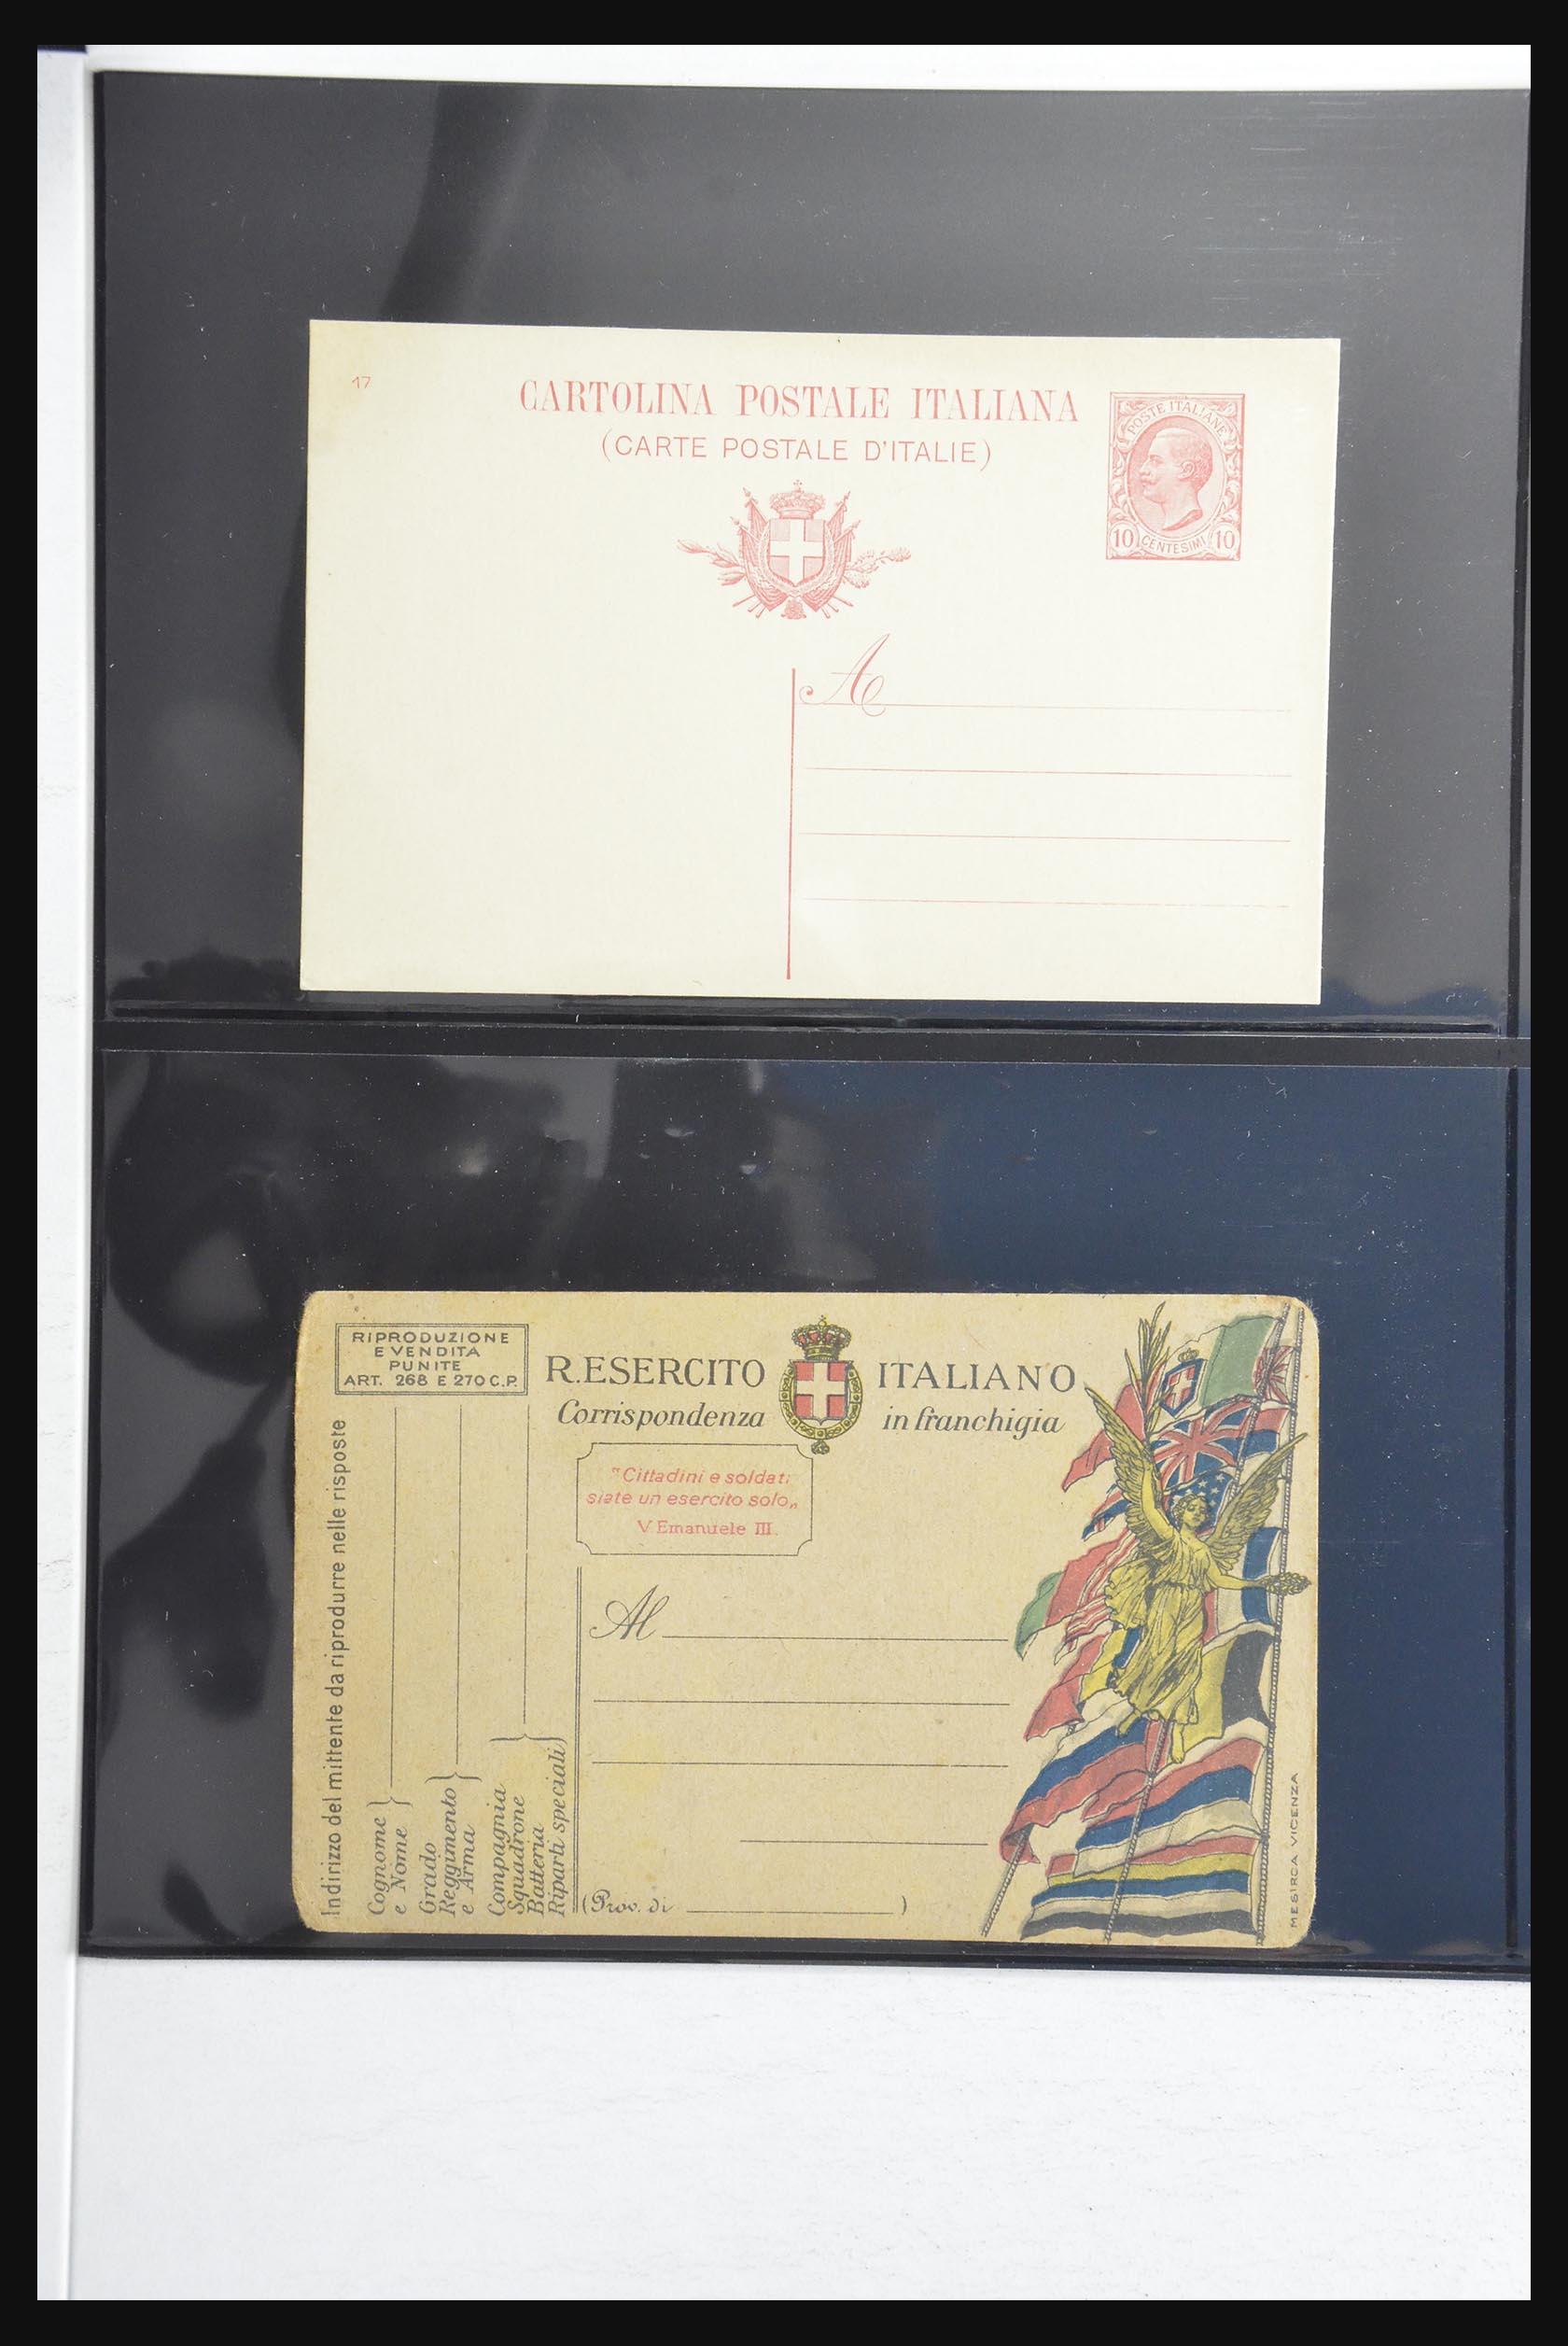 17
CARTOLINA POSTALE ITALIANA
(CARTE POSTALE D'ITALIE)
POSTE ITALIANE
10 CENTESIMI 10
A
RIPRODUZIONE
E VENDITA
PUNITE
ART. 268 E 270 C.P.
R. ESERCITO ITALIANO
Corrispondenza in franchigia
"Cittadini e soldati
siate un esercito solo„
V Emanuele III.
Al
(Prov. di )
Indirizzo del mittente da riprodurre nelle risposte
Cognome
e Nome
Grado
Reggimento
e Arma
Compagnia
Squadrone
Batteria
Riparti speciali
MESIRCA VICENZA